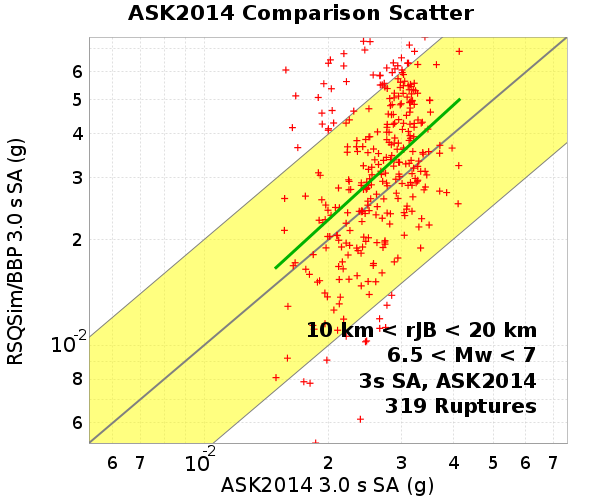 ASK2014 Comparison Scatter
RSQSim/BBP 3.0 s SA (g)
6
5
4
3
2
10-2
8
6
10 km < rJB < 20 km
6.5 < Mw < 7
3s SA, ASK2014
319 Ruptures
6 7 10-2 2 3 4 5 6 7
ASK2014 3.0 s SA (g)